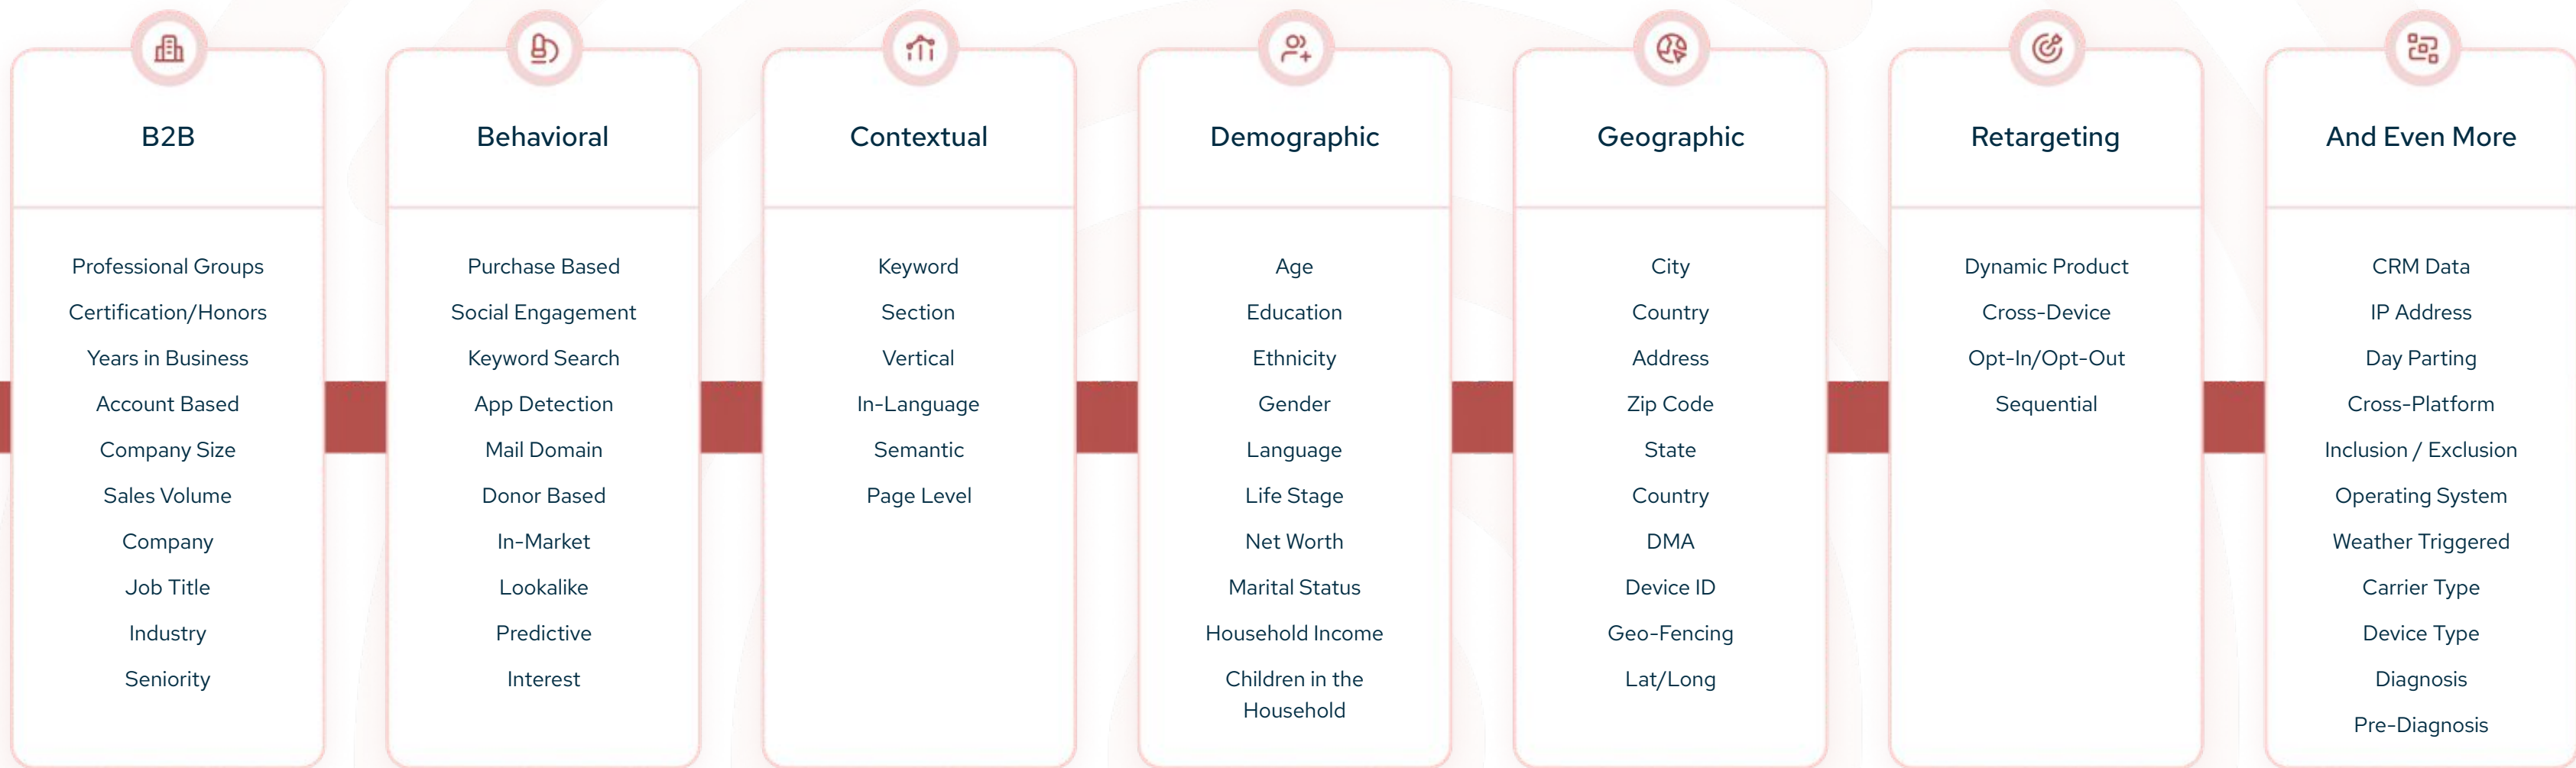 B2B
Professional Groups
Certification/Honors
Years in Business
Account Based
Company Size
Sales Volume
Company
Job Title
Industry
Seniority
Behavioral
Purchase Based
Social Engagement
Keyword Search
App Detection
Mail Domain
Donor Based
In-Market
Lookalike
Predictive
Interest
Contextual
Keyword
Section
Vertical
In-Language
Semantic
Page Level
Demographic
Age
Education
Ethnicity
Gender
Language
Life Stage
Net Worth
Marital Status
Household Income
Children in the
Household
Geographic
City
Country
Address
Zip Code
State
Country
DMA
Device ID
Geo-Fencing
Lat/Long
Retargeting
Dynamic Product
Cross-Device
Opt-In/Opt-Out
Sequential
And Even More
CRM Data
IP Address
Day Parting
Cross-Platform
Inclusion / Exclusion
Operating System
Weather Triggered
Carrier Type
Device Type
Diagnosis
Pre-Diagnosis